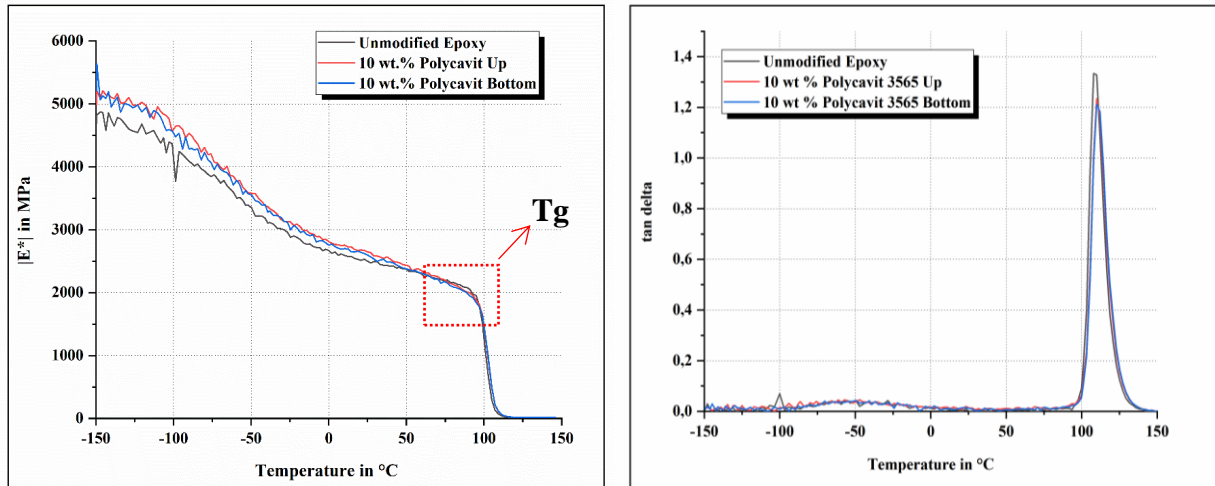 6000
5000
4000
3000
2000
1000
0
|E*| in MPa
Unmodified Epoxy
10 wt.% Polycavit Up
10 wt.% Polycavit Bottom
Tg
-150 -100 -50 0 50 100 150
Temperature in °C
1,4
1,2
1,0
0,8
0,6
0,4
0,2
0,0
tan delta
Unmodified Epoxy
10 wt % Polycavit 3565 Up
10 wt % Polycavit 3565 Bottom
-150 -100 -50 0 50 100 150
Temperature in °C